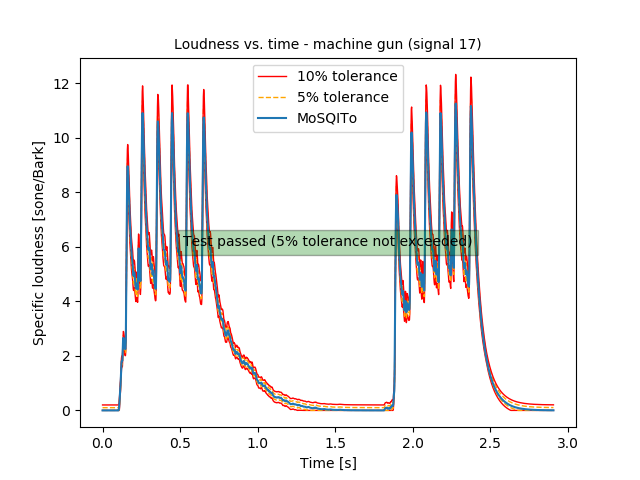 Loudness vs. time - machine gun (signal 17)
10% tolerance
5% tolerance
MoSQITo
Test passed (5% tolerance not exceeded)
Specific loudness [sone/Bark]
12
10
8
6
4
2
0
0.0 0.5 1.0 1.5 2.0 2.5 3.0
Time [s]